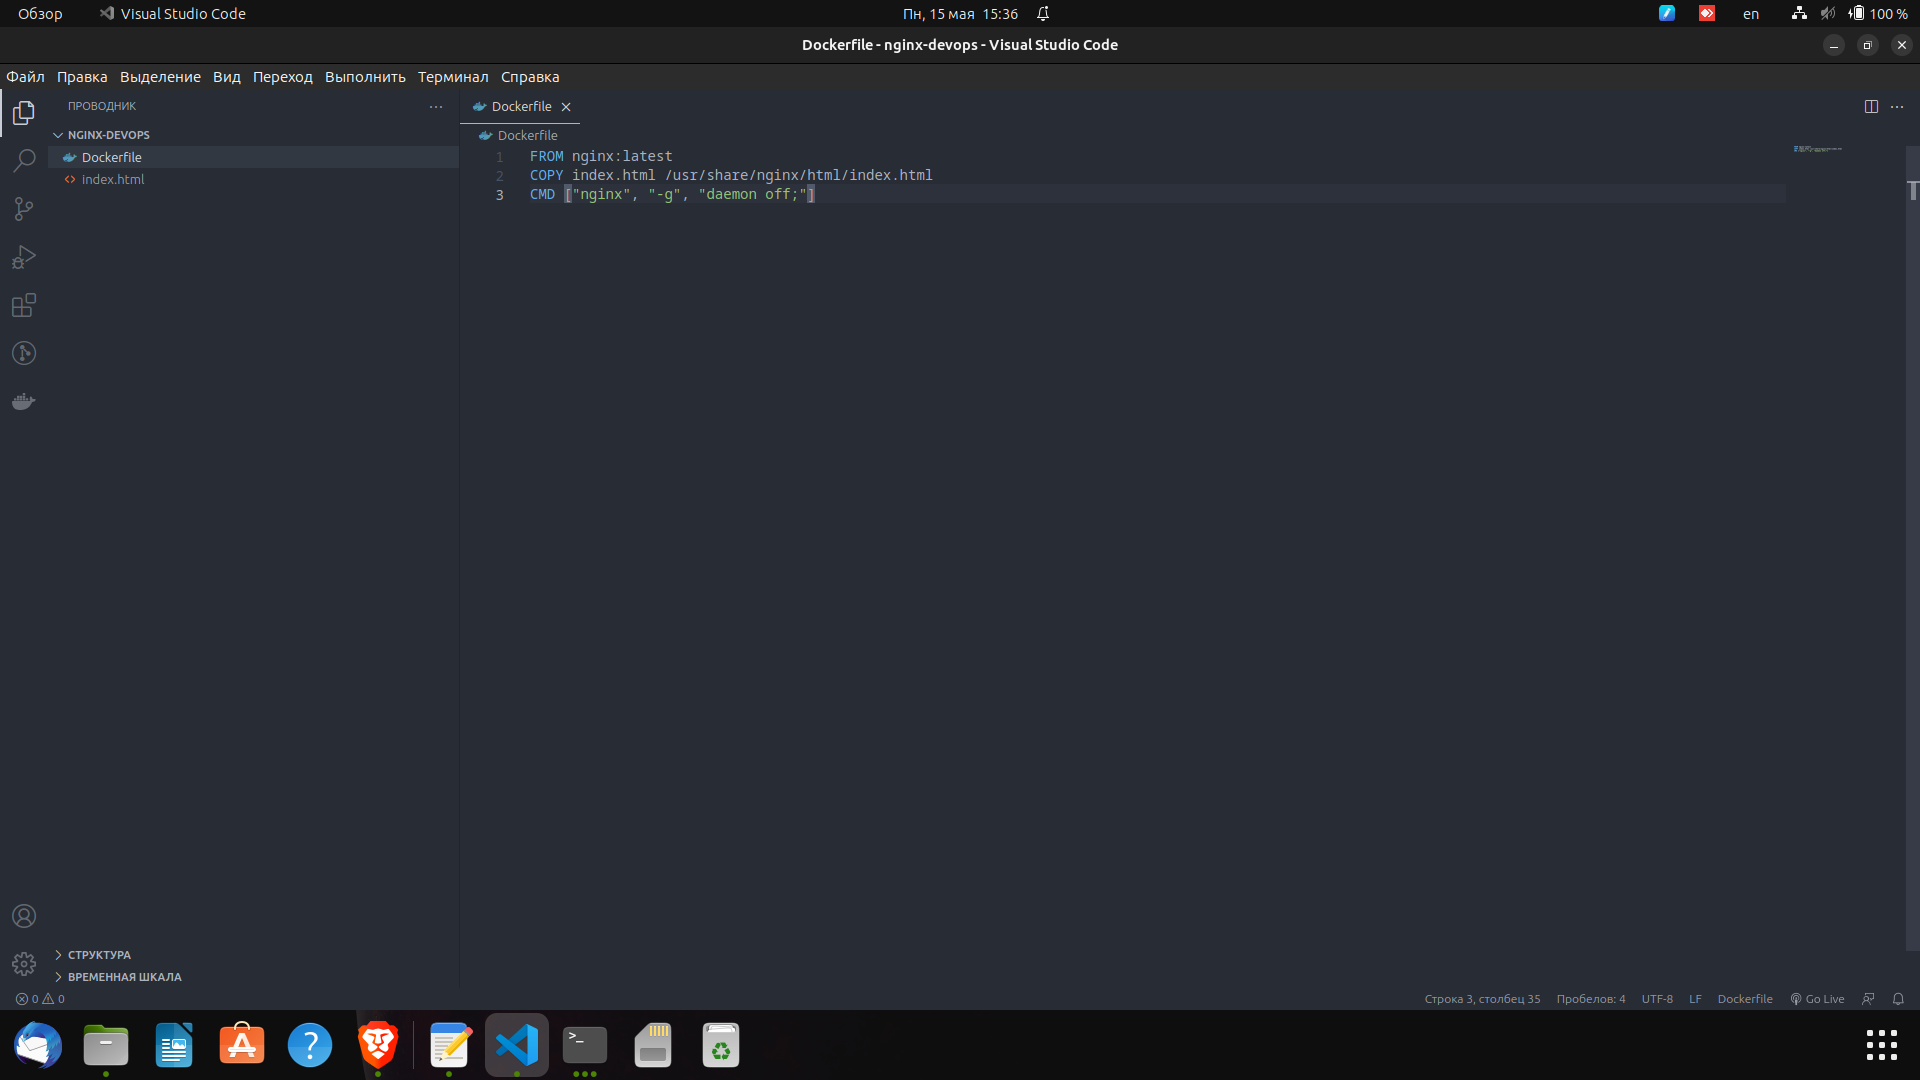 Обзор
Visual Studio Code
Пн, 15 мая 15:36
en
100 %
Dockerfile - nginx-devops - Visual Studio Code
Файл Правка Выделение Вид Переход Выполнить Терминал Справка
ПРОВОДНИК
Dockerfile
NGINX-DEVOPS
Dockerfile
index.html
Dockerfile
1 FROM nginx:latest
2 COPY index.html /usr/share/nginx/html/index.html
3 CMD ["nginx", "-g", "daemon off;"]
СТРУКТУРА
ВРЕМЕННАЯ ШКАЛА
0 0
Строка 3, столбец 35 Пробелов: 4 UTF-8 LF Dockerfile Go Live